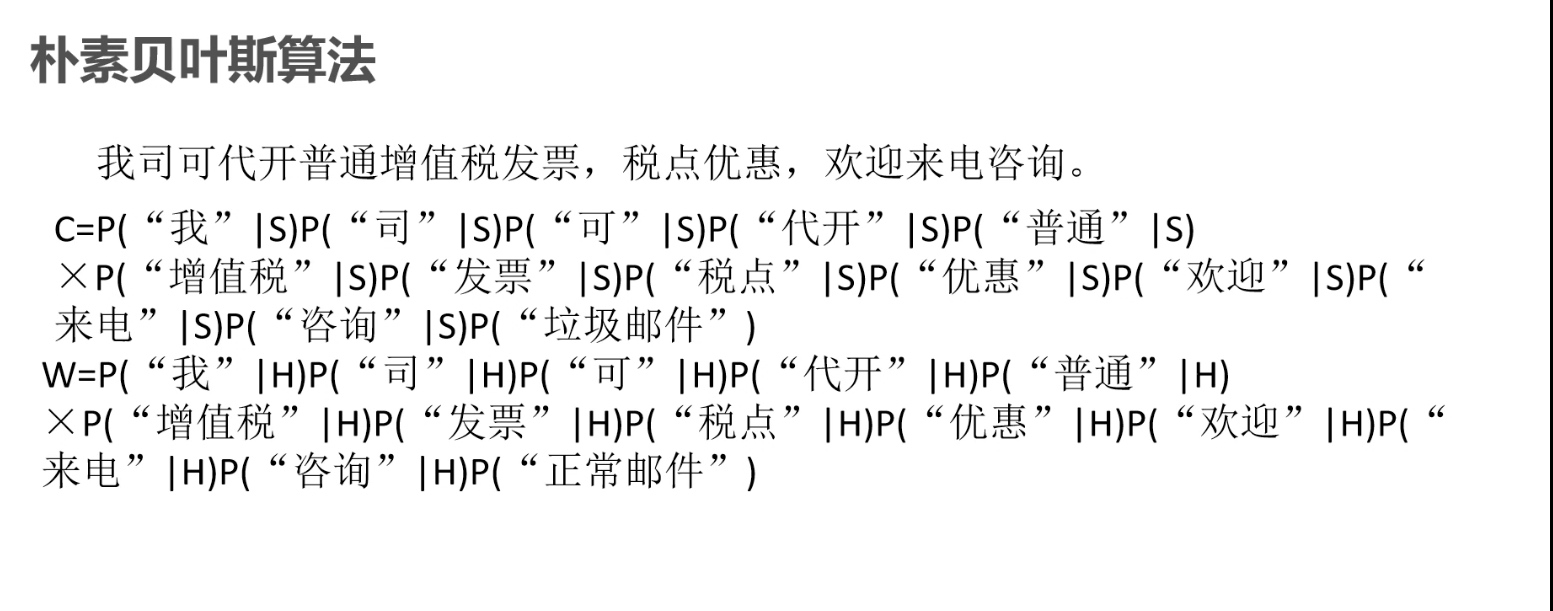 朴素贝叶斯算法
我司可代开普通增值税发票，税点优惠，欢迎来电咨询。
C=P(“我”|S)P(“司”|S)P(“可”|S)P(“代开”|S)P(“普通”|S)
×P(“增值税”|S)P(“发票”|S)P(“税点”|S)P(“优惠”|S)P(“欢迎”|S)P(“
来电”|S)P(“咨询”|S)P(“垃圾邮件”)
W=P(“我”|H)P(“司”|H)P(“可”|H)P(“代开”|H)P(“普通”|H)
×P(“增值税”|H)P(“发票”|H)P(“税点”|H)P(“优惠”|H)P(“欢迎”|H)P(“
来电”|H)P(“咨询”|H)P(“正常邮件”)